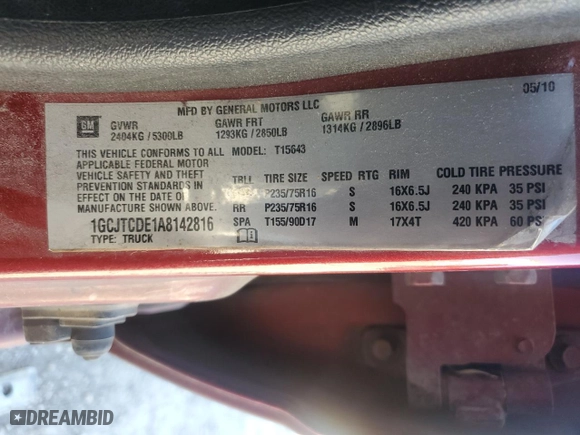 MFD BY GENERAL MOTORS LLC
05/10
GM
GVWR
GAWR FRT
GAWR RR
2404KG / 5300LB
1293KG / 2850LB
1314KG / 2896LB
THIS VEHICLE CONFORMS TO ALL MODEL: T15643
APPLICABLE FEDERAL MOTOR
VEHICLE SAFETY AND THEFT
PREVENTION STANDARDS IN
EFFECT ON THE DATE OF
MANUFACTURE SHOWN ABOVE.
1GCJTCDE1A8142816
TYPE: TRUCK
TIRE SIZE SPEED RTG RIM COLD TIRE PRESSURE
P235/75R16 S 16X6.5J 240 KPA 35 PSI
RR P235/75R16 S 16X6.5J 240 KPA 35 PSI
SPA T155/90D17 M 17X4T 420 KPA 60 PSI
DREAMBID